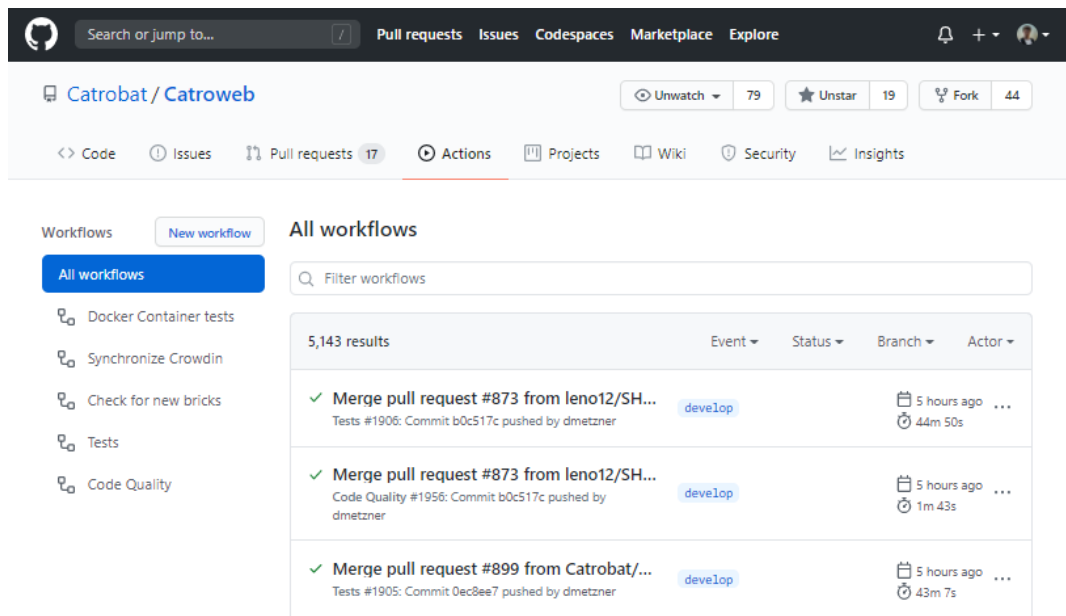 Search or jump to... /
Pull requests Issues Codespaces Marketplace Explore
Catrobat / Catroweb
Unwatch 79 Unstar 19 Fork 44
Code Issues Pull requests 17 Actions Projects Wiki Security Insights
Workflows New workflow
All workflows
Docker Container tests
Synchronize Crowdin
Check for new bricks
Tests
Code Quality
All workflows
Filter workflows
5,143 results Event Status Branch Actor
Merge pull request #873 from leno12/SH... develop 5 hours ago ...
Tests #1906: Commit b0c517c pushed by dmetzner 44m 50s
Merge pull request #873 from leno12/SH... develop 5 hours ago ...
Code Quality #1956: Commit b0c517c pushed by 1m 43s
dmetzner
Merge pull request #899 from Catrobat/... develop 5 hours ago ...
Tests #1905: Commit 0ec8ee7 pushed by dmetzner 43m 7s